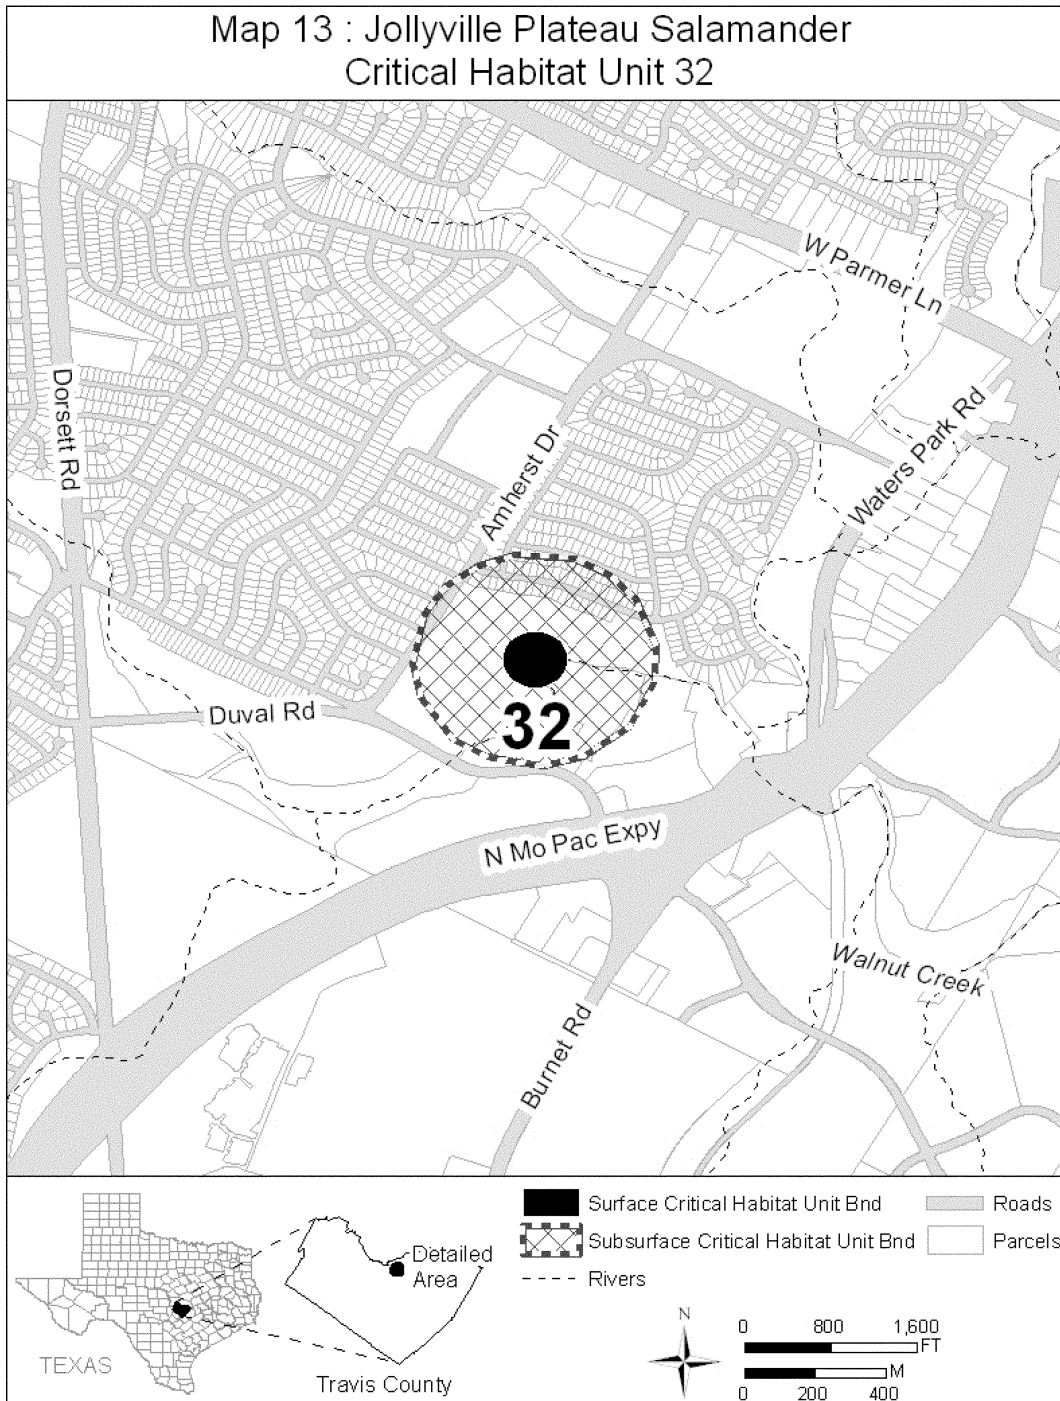 Map 13 : Jollyville Plateau Salamander
Critical Habitat Unit 32
W Parmer Ln
Dorsett Rd
Waters Park Rd
Amherst Dr
Duval Rd
32
N Mo Pac Expy
Walnut Creek
Burnet Rd
Surface Critical Habitat Unit Bnd
Roads
Subsurface Critical Habitat Unit Bnd
Parcels
Rivers
Detailed
Area
TEXAS
Travis County
N
0 800 1,600
FT
M
0 200 400